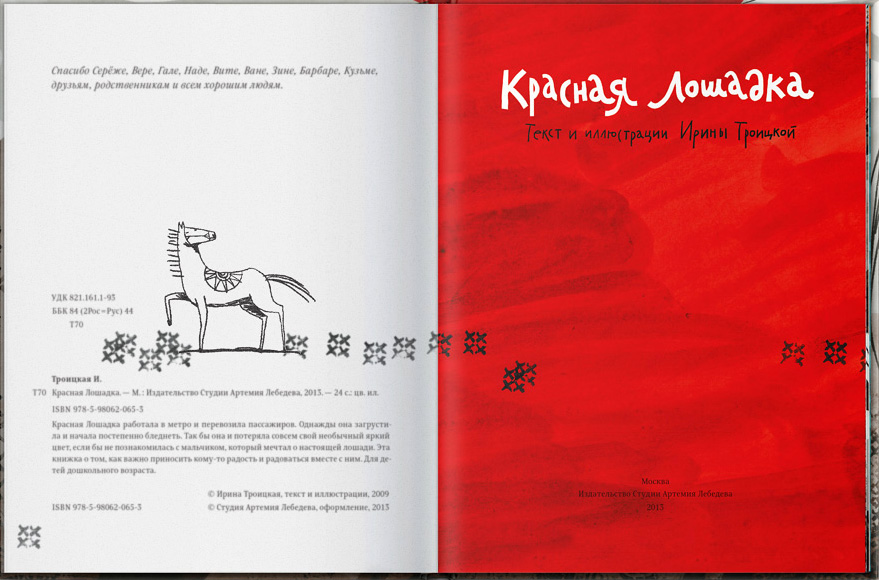 Спасибо Серёже, Вере, Гале, Наде, Вите, Ване, Зине, Барбаре, Кузьме,
друзьям, родственникам и всем хорошим людям.
УДК 821.161.1-93
ББК 84 (2Рос=Рус) 44
Т70
Троицкая И.
Т70 Красная Лошадка. — М. : Издательство Студии Артемия Лебедева, 2013. — 24 с.: цв. ил.
ISBN 978-5-98062-065-3
Красная Лошадка работала в метро и перевозила пассажиров. Однажды она загрусти-
ла и начала постепенно бледнеть. Так бы она и потеряла совсем свой необычный яркий
цвет, если бы не познакомилась с мальчиком, который мечтал о настоящей лошади. Эта
книжка о том, как важно приносить кому-то радость и радоваться вместе с ним. Для де-
тей дошкольного возраста.
© Ирина Троицкая, текст и иллюстрации, 2009
ISBN 978-5-98062-065-3 © Студия Артемия Лебедева, оформление, 2013
Красная Лошадка
Текст и иллюстрации Ирины Троицкой
Москва
Издательство Студии Артемия Лебедева
2013